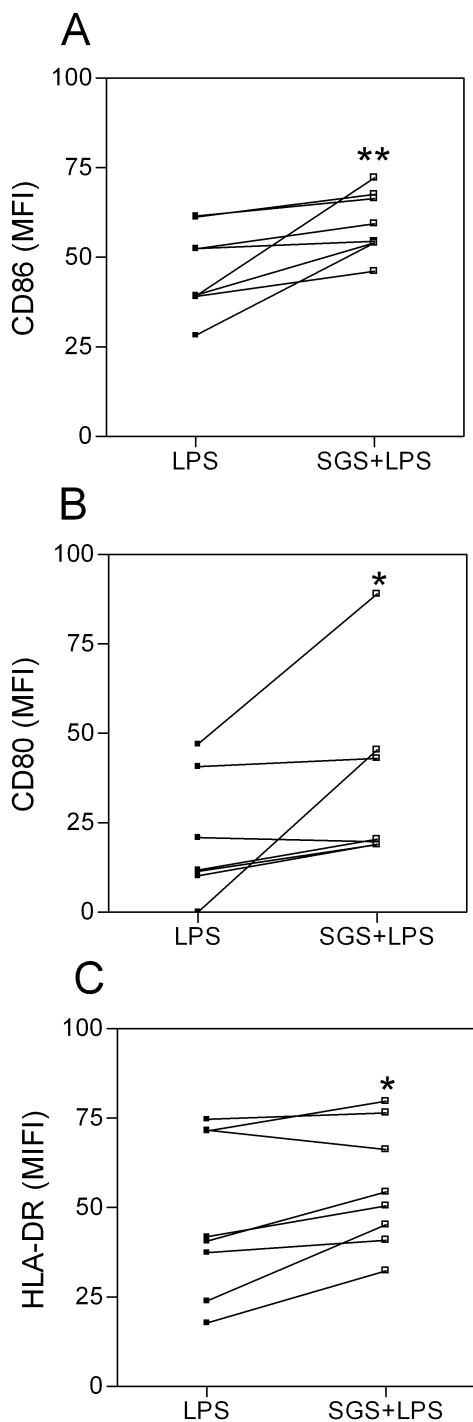 A
100
75
50
25
0
CD86 (MFI)
**
LPS SGS+LPS
B
100
75
50
25
0
CD80 (MFI)
*
LPS SGS+LPS
C
100
75
50
25
0
HLA-DR (MIFI)
*
LPS SGS+LPS